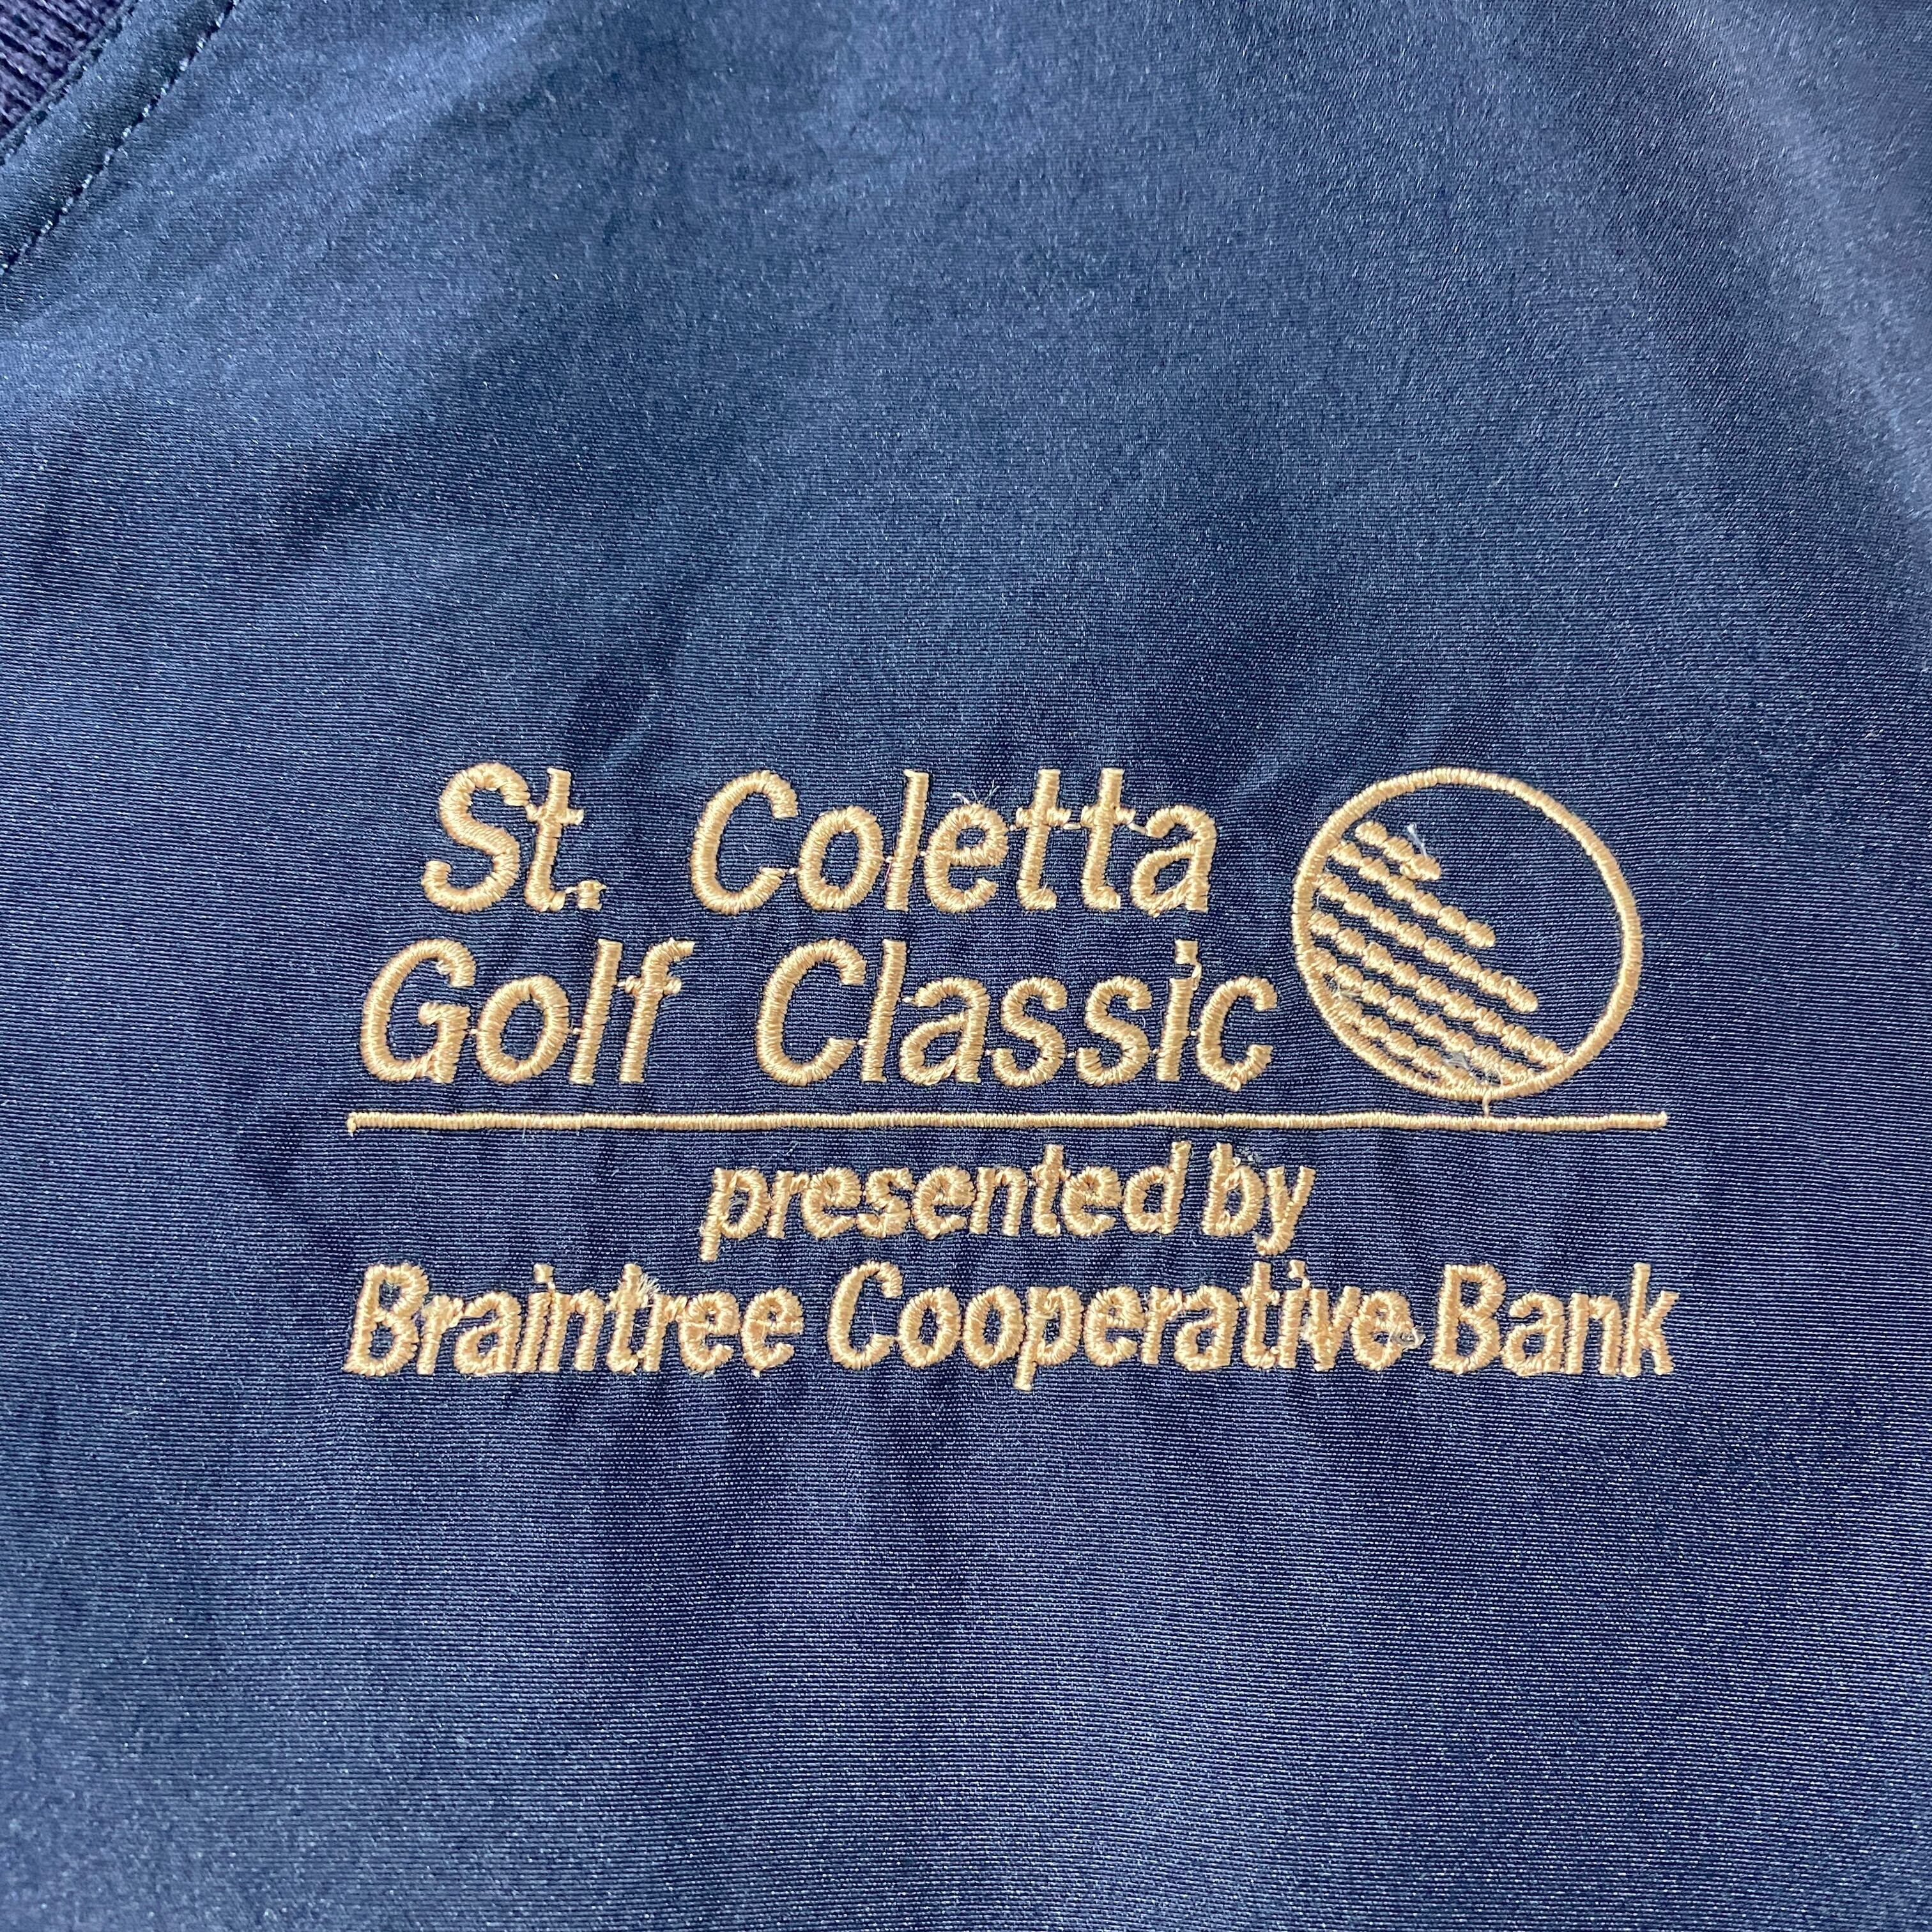 St. Coletta
Golf Classic
presented by
Braintree Cooperative Bank